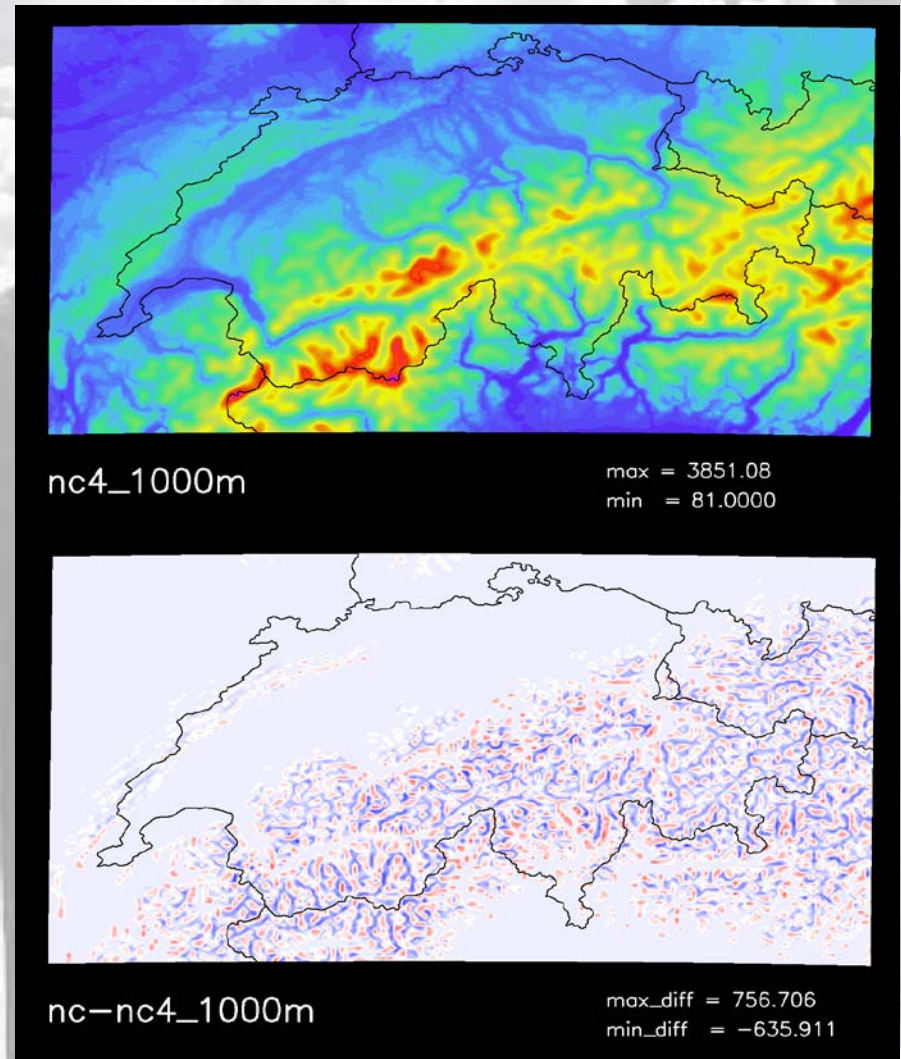 nc4_1000m
max = 3851.08
min = 81.0000
nc-nc4_1000m
max_diff = 756.706
min_diff = -635.911